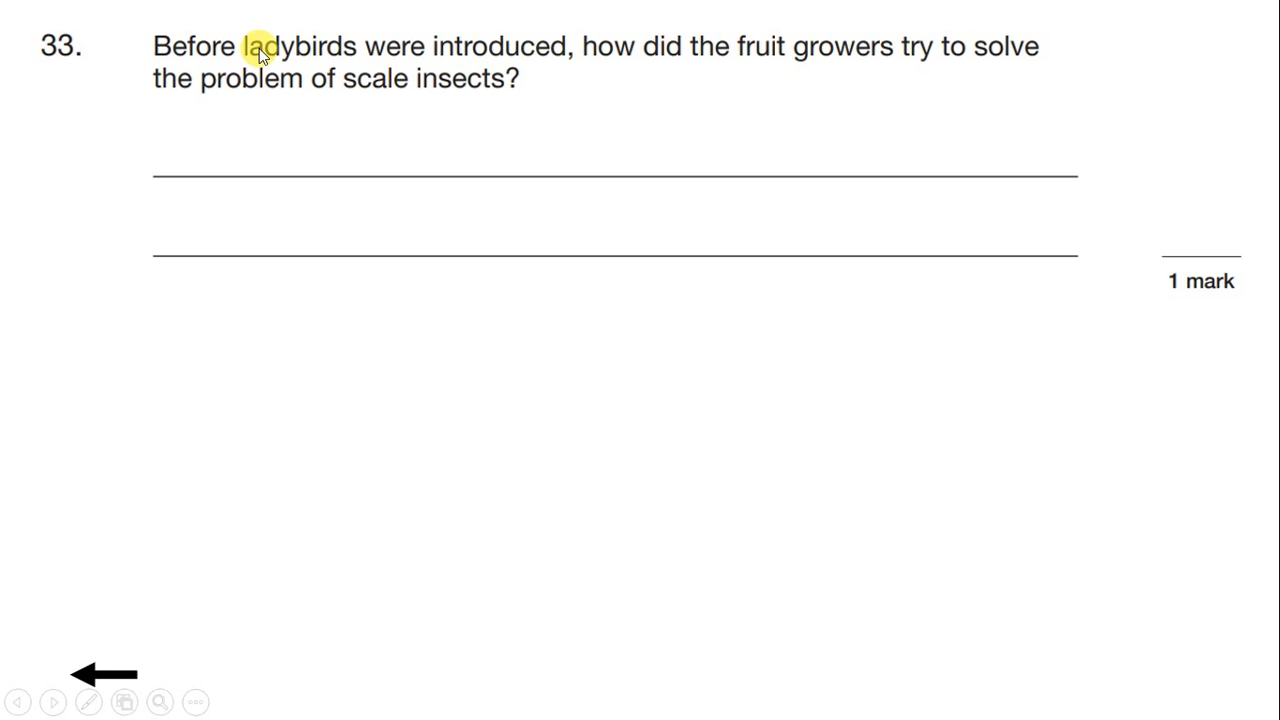 33. Before ladybirds were introduced, how did the fruit growers try to solve
the problem of scale insects?
1 mark